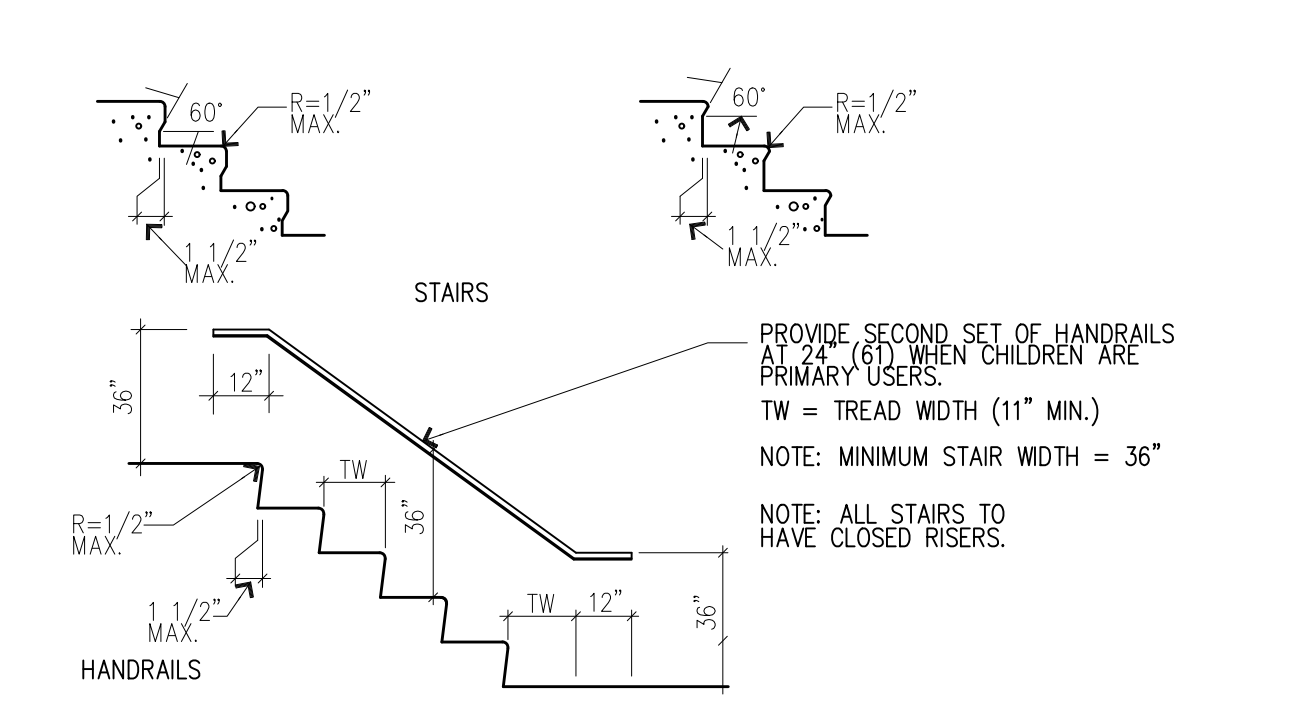 60°
R=1/2"
MAX.
1 1/2"
MAX.
60°
R=1/2"
MAX.
1 1/2"
MAX.
STAIRS
36"
12"
PROVIDE SECOND SET OF HANDRAILS
AT 24" (61) WHEN CHILDREN ARE
PRIMARY USERS.
TW = TREAD WIDTH (11" MIN.)
NOTE: MINIMUM STAIR WIDTH = 36"
NOTE: ALL STAIRS TO
HAVE CLOSED RISERS.
TW
36"
R=1/2"
MAX.
1 1/2"
MAX.
TW
12"
36"
HANDRAILS